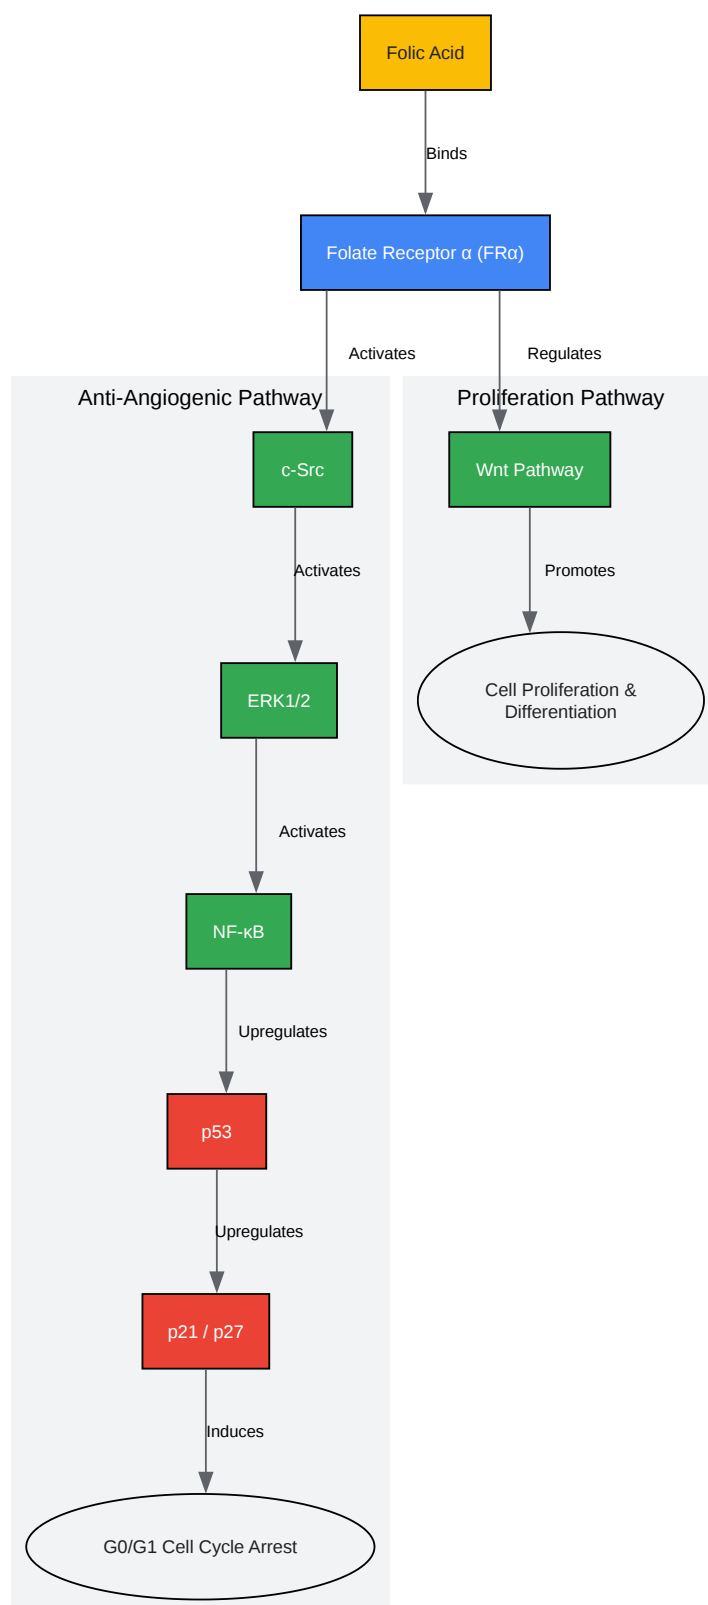 Folic Acid
Binds
Folate Receptor α (FRα)
Activates
Regulates
Anti-Angiogenic Pathway
Proliferation Pathway
c-Src
Wnt Pathway
Activates
Promotes
ERK1/2
Cell Proliferation &
Differentiation
Activates
NF-κB
Upregulates
p53
Upregulates
p21 / p27
Induces
G0/G1 Cell Cycle Arrest